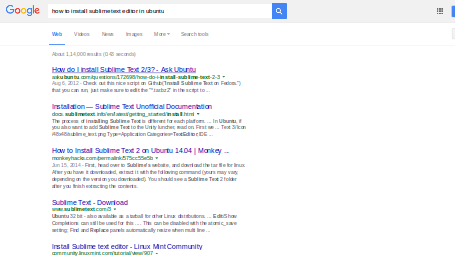 Google how to install sublime text editor in ubuntu
Web Videos News Images More Search tools
About 1,14,000 results (0.43 seconds)
How do I install Sublime Text 2/3? - Ask Ubuntu
askubuntu.com/questions/172698/how-do-i-install-sublime-text-2-3
Aug 6, 2012 - Check out this nice script on Github("Install Sublime Text on Fedora.")
that you can run, just make sure to edit the "*.tar.bz2" in the script to ...
Installation — Sublime Text Unofficial Documentation
docs.sublimetext.info/en/latest/getting_started/install.html
The process of installing Sublime Text is different for each platform. ... In Ubuntu, if
you also want to add Sublime Text to the Unity luncher, read on. First we ... Text 3/Icon
/48x48/sublime_text.png Type=Application Categories=TextEditor;IDE ...
How to Install Sublime Text 2 on Ubuntu 14.04 | Monkey ...
monkeyhacks.com/permalink/
Jun 15, 2014 - First, head over to Sublime's website, and download the tar file for linux.
After you have it downloaded, extract it with the following command (yours may vary,
depending on the version you downloaded). You should see a Sublime Text 2 folder
after you finish extracting the contents.
Sublime Text - Download
www.sublimetext.com/3
Ubuntu 32 bit - also available as a tarball for other Linux distributions. ... Edit/Show
Completions can still be used for this ... This can be disabled with the atomic_save
setting; Find and Replace panels automatically resize when multi line ...
Install Sublime text editor - Linux Mint Community
community.linuxmint.com/tutorial/view/907